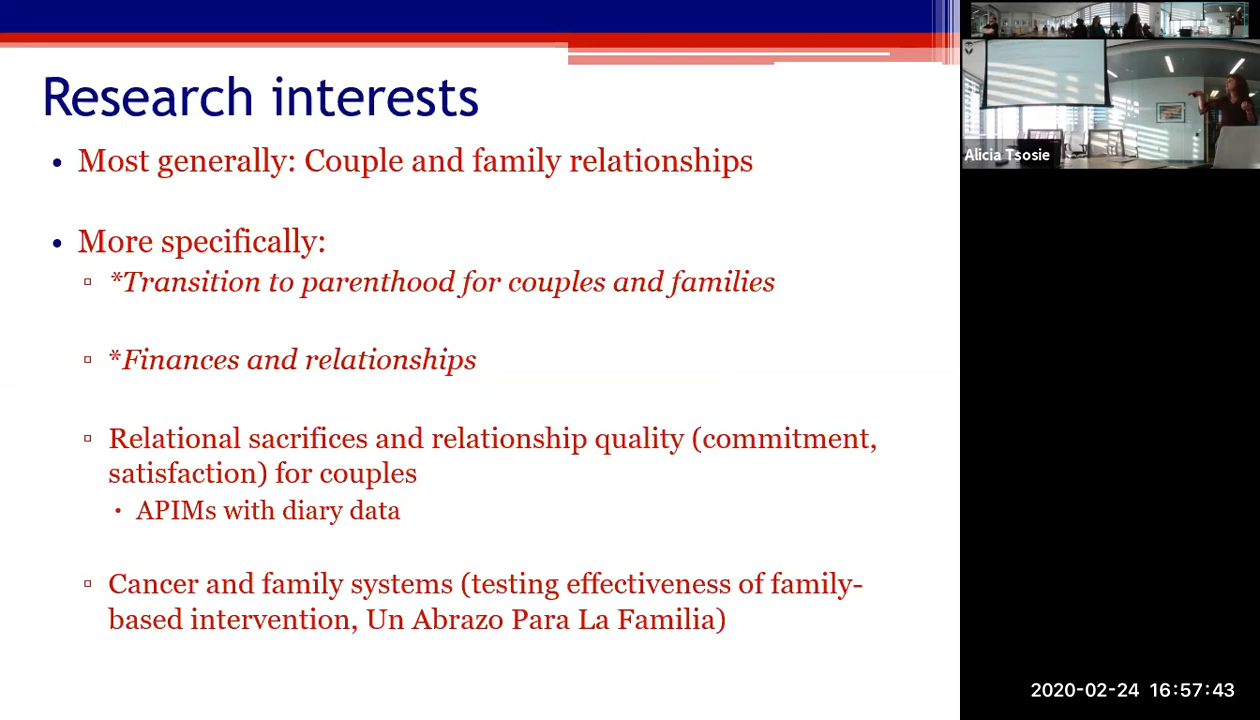 Research interests
• Most generally: Couple and family relationships
• More specifically:
▫ *Transition to parenthood for couples and families
▫ *Finances and relationships
▫ Relational sacrifices and relationship quality (commitment,
satisfaction) for couples
• APIMs with diary data
▫ Cancer and family systems (testing effectiveness of family-
based intervention, Un Abrazo Para La Familia)
Alicia Tsosie
2020-02-24 16:57:43